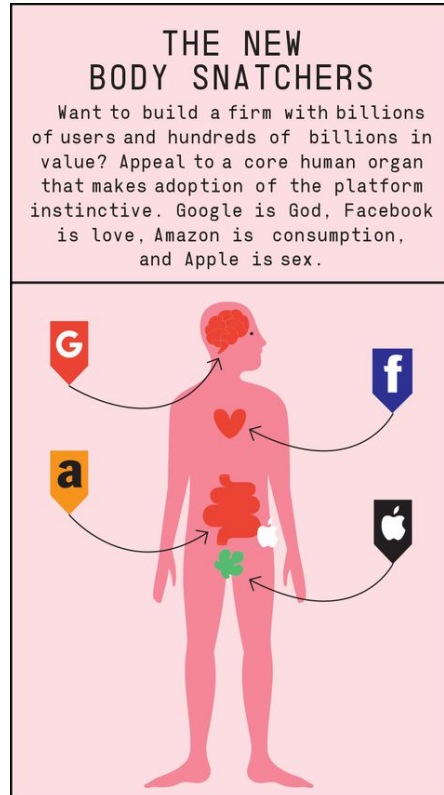 THE NEW
BODY SNATCHERS
Want to build a firm with billions
of users and hundreds of billions in
value? Appeal to a core human organ
that makes adoption of the platform
instinctive. Google is God, Facebook
is love, Amazon is consumption,
and Apple is sex.
G
f
a